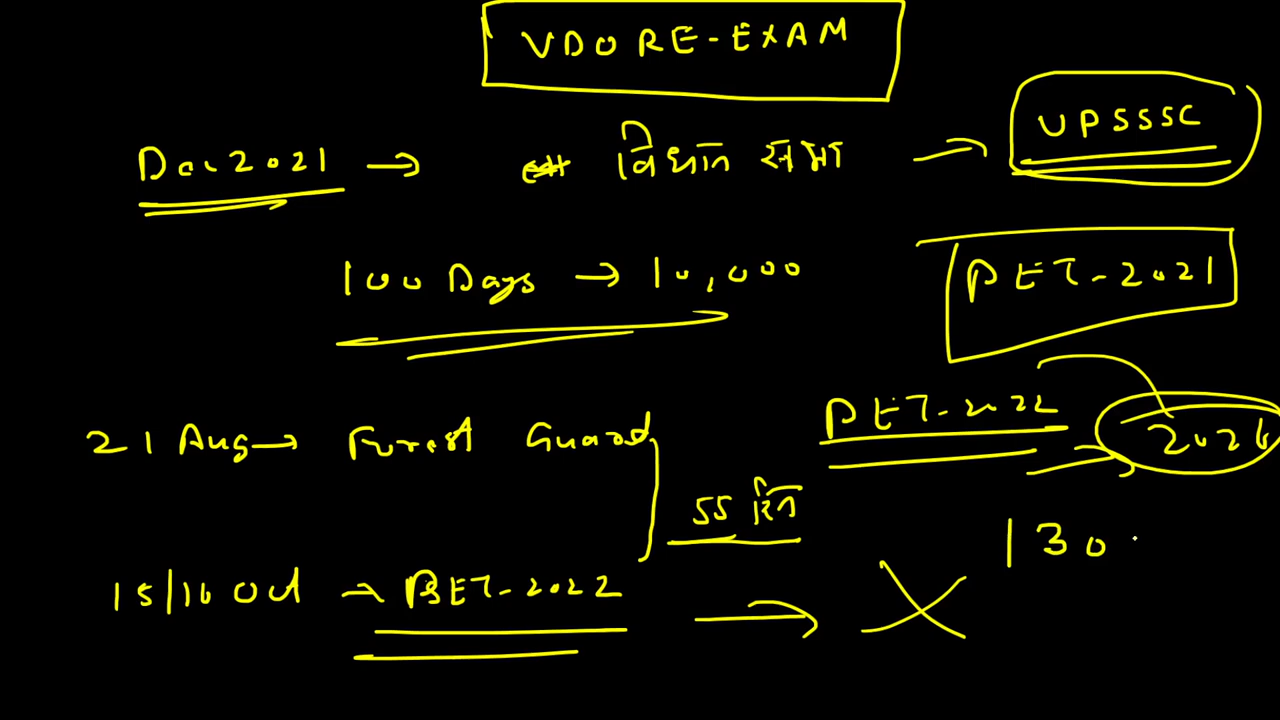 VDO RE-EXAM
Dec 2021 → विधान सभा → UPSSSC
100 Days → 10,000
PET-2021
PET-2022
21 Aug → Forest Guard
2024
55 दिन
130
15/16 Oct → PET-2022 → X